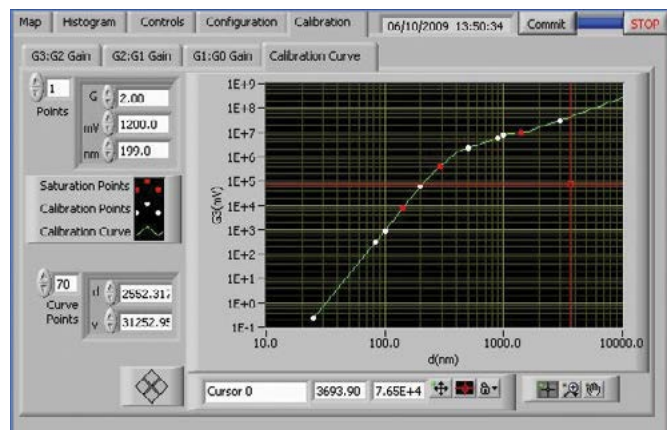 Map Histogram Controls Configuration Calibration 06/10/2009 13:50:34 Commit STOP
G3:G2 Gain G2:G1 Gain G1:G0 Gain Calibration Curve
1
Points
G 2.00
mV 1200.0
nm 199.0
Saturation Points
Calibration Points
Calibration Curve
70
Curve
Points
d 2552.317
v 31252.95
G3(mV)
1E+9
1E+8
1E+7
1E+6
1E+5
1E+4
1E+3
1E+2
1E+1
1E+0
1E-1
10.0 100.0 1000.0 10000.0
d(nm)
Cursor 0 3693.90 7.65E+4